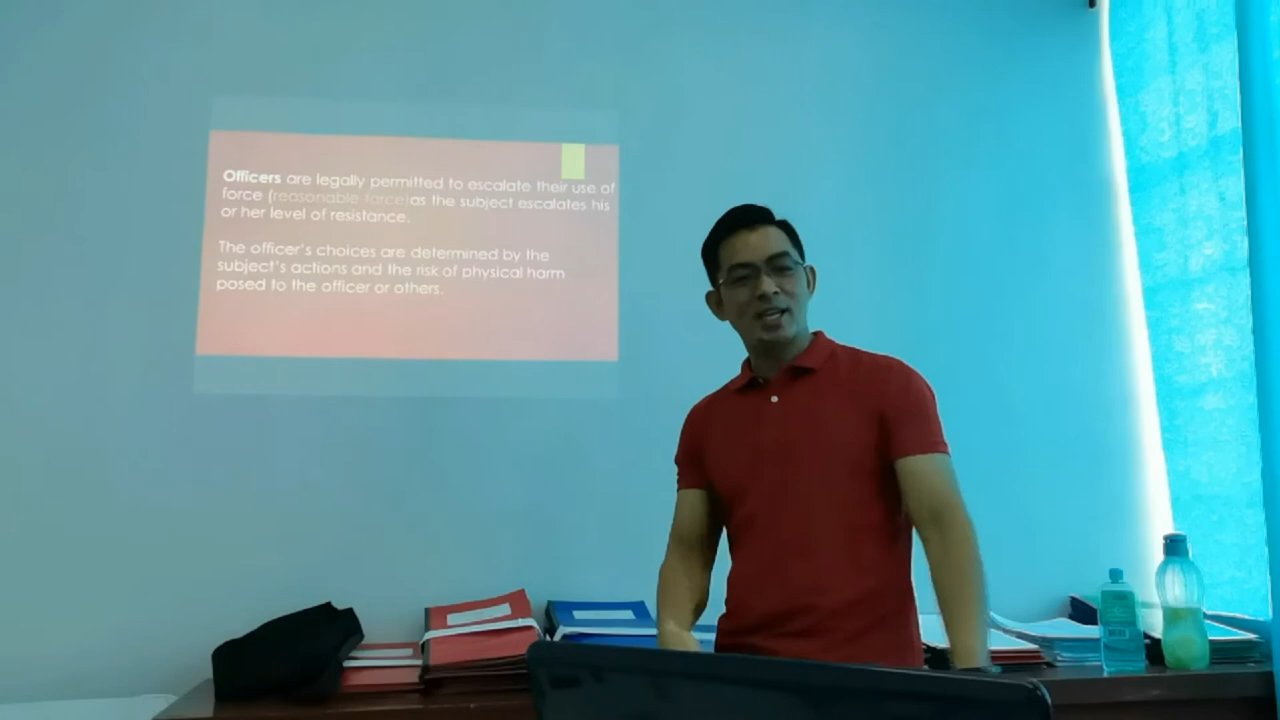 Officers are legally permitted to escalate their use of
force (reasonable force)as the subject escalates his
or her level of resistance.
The officer's choices are determined by the
subject's actions and the risk of physical harm
posed to the officer or others.